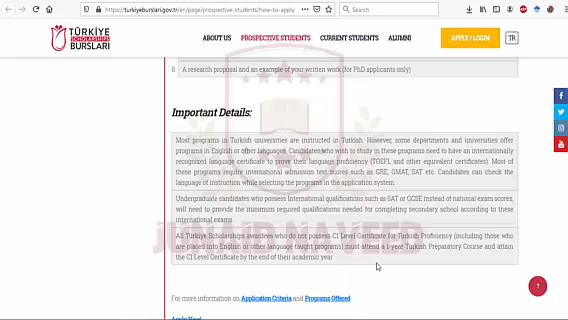 https://turkiyeburslari.gov.tr/en/page/prospective-students/how-to-apply
Search
TÜRKİYE
SCHOLARSHIPS
BURSLARI
ABOUT US
PROSPECTIVE STUDENTS
CURRENT STUDENTS
ALUMNI
APPLY / LOGIN
TR
8 A research proposal and an example of your written work (for PhD applicants only)
Important Details:
Most programs in Turkish universities are instructed in Turkish. However, some departments and universities offer
programs in English or other languages. Candidates who wish to study in these programs need to have an internationally
recognized language certificate to prove their language proficiency (TOEFL and other equivalent certificates). Most of
these programs require international admission test scores such as GRE, GMAT, SAT etc. Candidates can check the
language of instruction while selecting the programs in the application system.
Undergraduate candidates who possess International qualifications such as SAT or GCSE instead of national exam scores,
will need to provide the minimum required qualifications needed for completing secondary school according to these
international exams.
All Türkiye Scholarships awardees who do not possess C1 Level Certificate for Turkish Proficiency (including those who
are placed into English or other language taught programs) must attend a 1-year Turkish Preparatory Course and attain
the C1 Level Certificate by the end of their academic year.
JUNAID NAVEED
For more information on Application Criteria and Programs Offered
Apply Now!